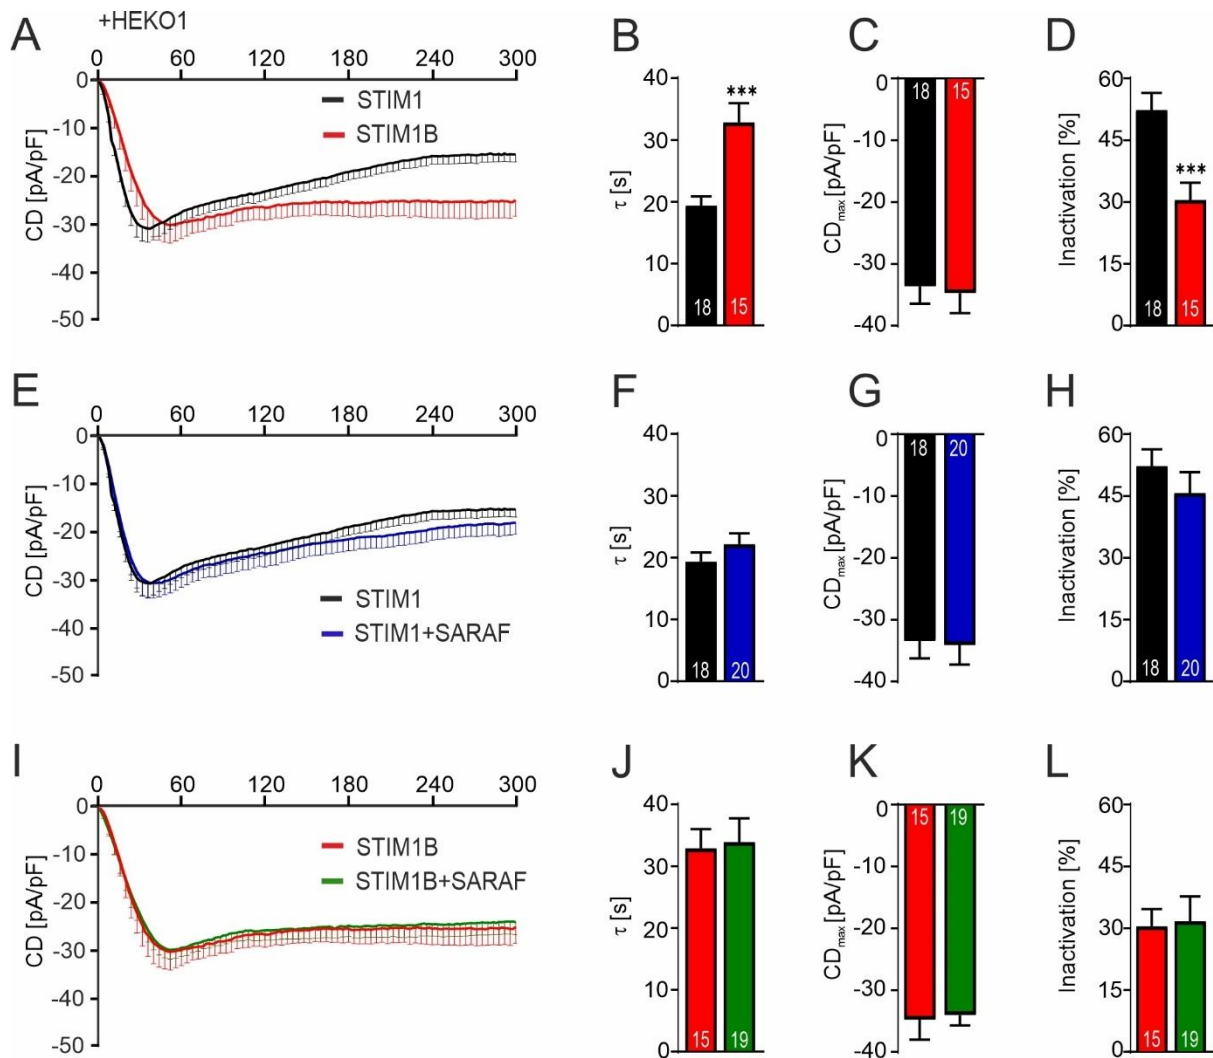 +HEKO1
A
0 60 120 180 240 300
0
-10
-20
-30
-40
-50
CD [pA/pF]
STIM1
STIM1B
B
40
30
20
10
0
τ [s]
***
18 15
C
0
-10
-20
-30
-40
CDmax [pA/pF]
18 15
D
60
45
30
15
0
Inactivation [%]
***
18 15
E
0 60 120 180 240 300
0
-10
-20
-30
-40
-50
CD [pA/pF]
STIM1
STIM1+SARAF
F
40
30
20
10
0
τ [s]
18 20
G
0
-10
-20
-30
-40
CDmax [pA/pF]
18 20
H
60
45
30
15
0
Inactivation [%]
18 20
I
0 60 120 180 240 300
0
-10
-20
-30
-40
-50
CD [pA/pF]
STIM1B
STIM1B+SARAF
J
40
30
20
10
0
τ [s]
15 19
K
0
-10
-20
-30
-40
CDmax [pA/pF]
15 19
L
60
45
30
15
0
Inactivation [%]
15 19